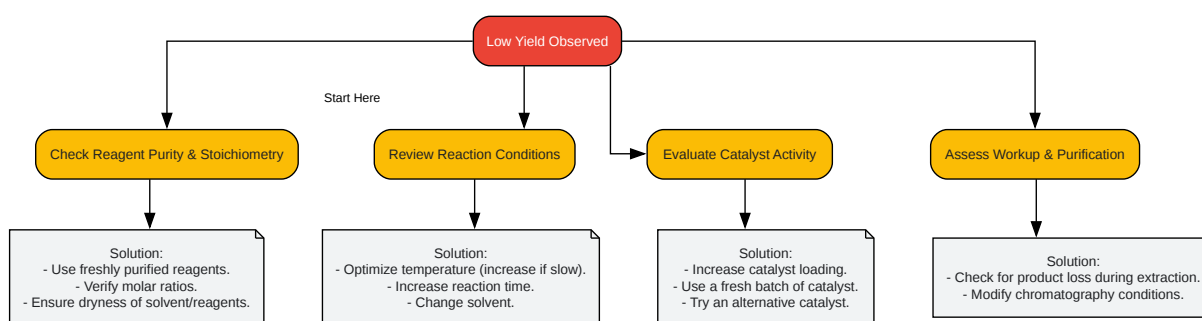 Low Yield Observed
Start Here
Check Reagent Purity & Stoichiometry
Review Reaction Conditions
Evaluate Catalyst Activity
Assess Workup & Purification
Solution:
- Use freshly purified reagents.
- Verify molar ratios.
- Ensure dryness of solvent/reagents.
Solution:
- Optimize temperature (increase if slow).
- Increase reaction time.
- Change solvent.
Solution:
- Increase catalyst loading.
- Use a fresh batch of catalyst.
- Try an alternative catalyst.
Solution:
- Check for product loss during extraction.
- Modify chromatography conditions.